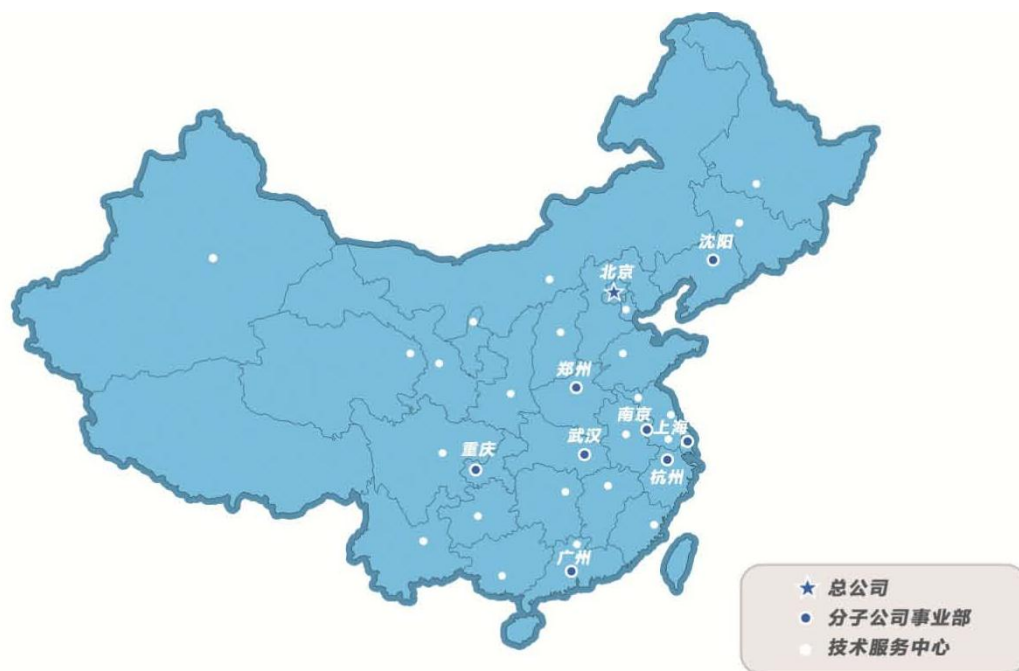 沈阳
北京
郑州
南京
上海
武汉
重庆
杭州
广州
总公司
分子公司事业部
技术服务中心